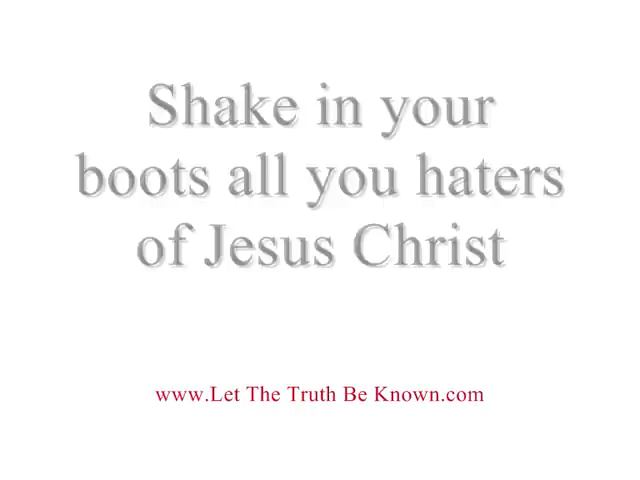 Shake in your
boots all you haters
of Jesus Christ
www.Let The Truth Be Known.com